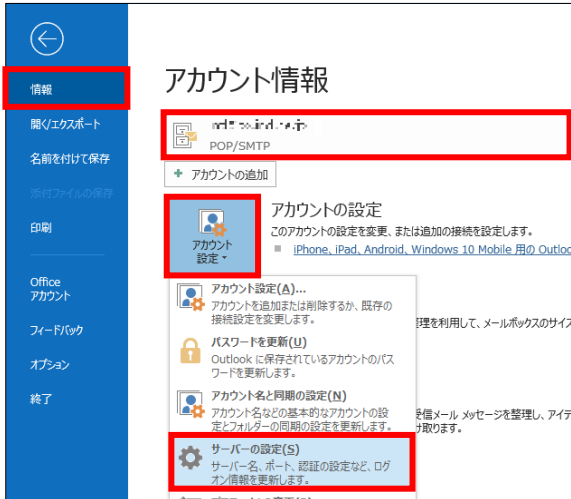 情報
開く/エクスポート
名前を付けて保存
添付ファイルの保存
印刷
Office
アカウント
フィードバック
オプション
終了
アカウント情報
POP/SMTP
+ アカウントの追加
アカウント
設定
アカウントの設定
このアカウントの設定を変更、または追加の接続を設定します。
iPhone、iPad、Android、Windows 10 Mobile 用の Outloo
アカウント設定(A)...
アカウントを追加または削除するか、既存の
接続設定を変更します。
パスワードを更新(U)
Outlook に保存されているアカウントのパス
ワードを更新します。
アカウント名と同期の設定(N)
アカウント名などの基本的なアカウントの設
定とフォルダーの同期の設定を更新します。
サーバーの設定(S)
サーバー名、ポート、認証の設定など、ログ
オン情報を更新します。
理を利用して、メールボックスのサイズ
受信メール メッセージを整理し、アイテ
け取ります。